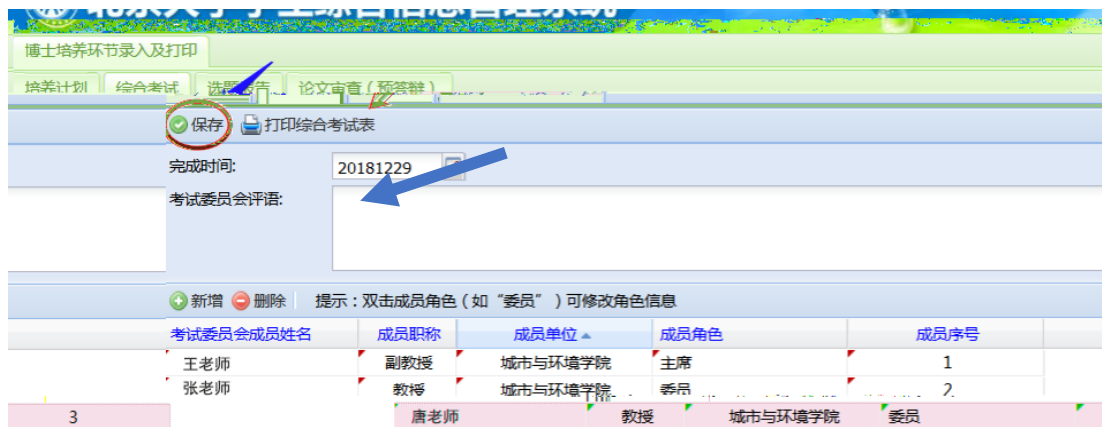 博士培养环节录入及打印
培养计划 综合考试 选题报告 论文审查（预答辩）
保存 打印综合考试表
完成时间: 20181229
考试委员会评语:
新增 删除 提示：双击成员角色（如“委员”）可修改角色信息
考试委员会成员姓名 成员职称 成员单位 成员角色 成员序号
王老师 副教授 城市与环境学院 主席 1
张老师 教授 城市与环境学院 委员 2
3 唐老师 教授 城市与环境学院 委员